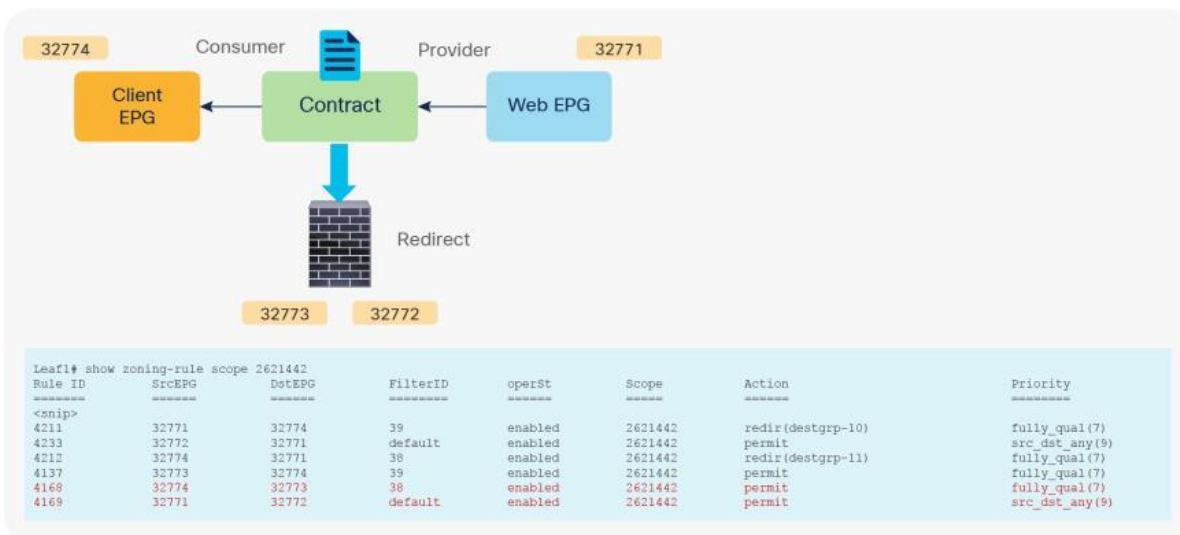 32774
Consumer
Provider
32771
Client
EPG
Contract
Web EPG
Redirect
32773
32772
Leaf1# show zoning-rule scope 2621442
Rule ID SrcEPG DstEPG FilterID operSt Scope Action Priority
======= ====== ====== ======== ====== ===== ====== ========
<snip>
4211 32771 32774 39 enabled 2621442 redir(destgrp-10) fully_qual(7)
4233 32772 32771 default enabled 2621442 permit src_dst_any(9)
4212 32774 32771 38 enabled 2621442 redir(destgrp-11) fully_qual(7)
4137 32773 32774 39 enabled 2621442 permit fully_qual(7)
4168 32774 32773 38 enabled 2621442 permit fully_qual(7)
4169 32771 32772 default enabled 2621442 permit src_dst_any(9)